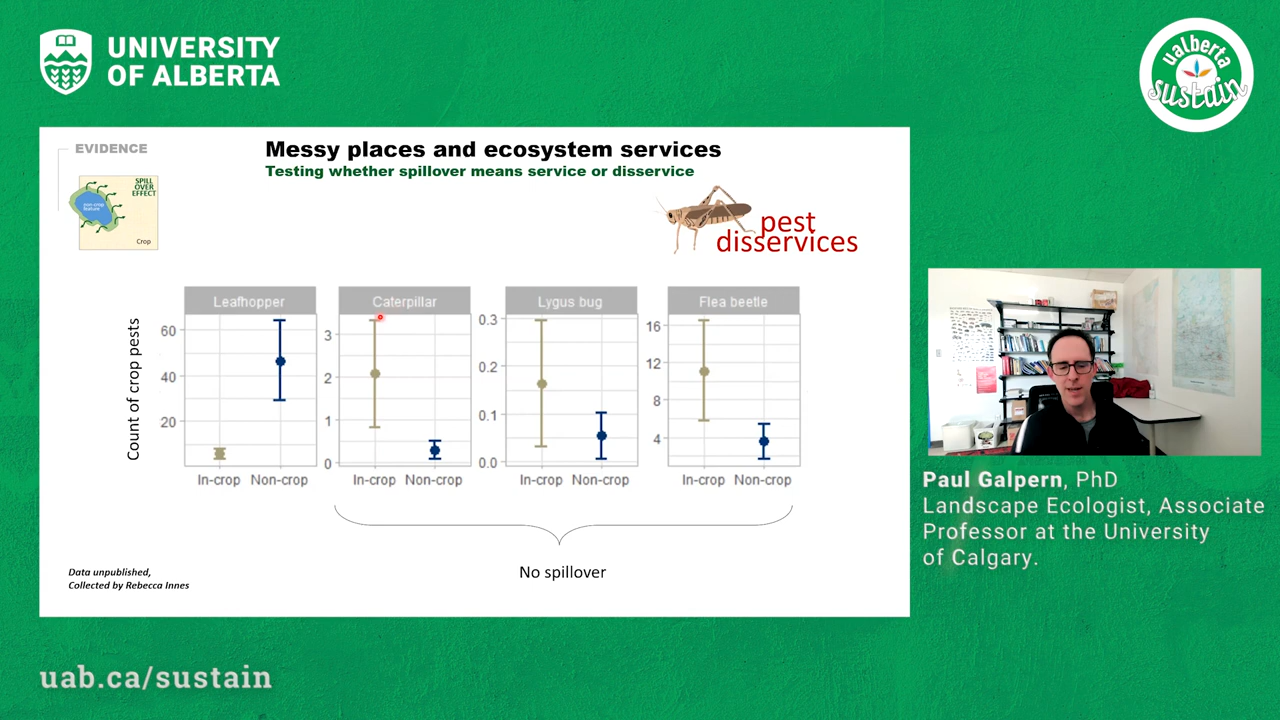 UNIVERSITY
OF ALBERTA
ualberta
sustain
EVIDENCE
Messy places and ecosystem services
Testing whether spillover means service or disservice
SPILL
OVER
EFFECT
non-crop
feature
Crop
pest
disservices
Count of crop pests
Leafhopper
Caterpillar
Lygus bug
Flea beetle
60
40
20
3
2
1
0
0.3
0.2
0.1
0.0
16
12
8
4
In-crop Non-crop
In-crop Non-crop
In-crop Non-crop
In-crop Non-crop
No spillover
Data unpublished,
Collected by Rebecca Innes
Paul Galpern, PhD
Landscape Ecologist, Associate
Professor at the University
of Calgary.
uab.ca/sustain